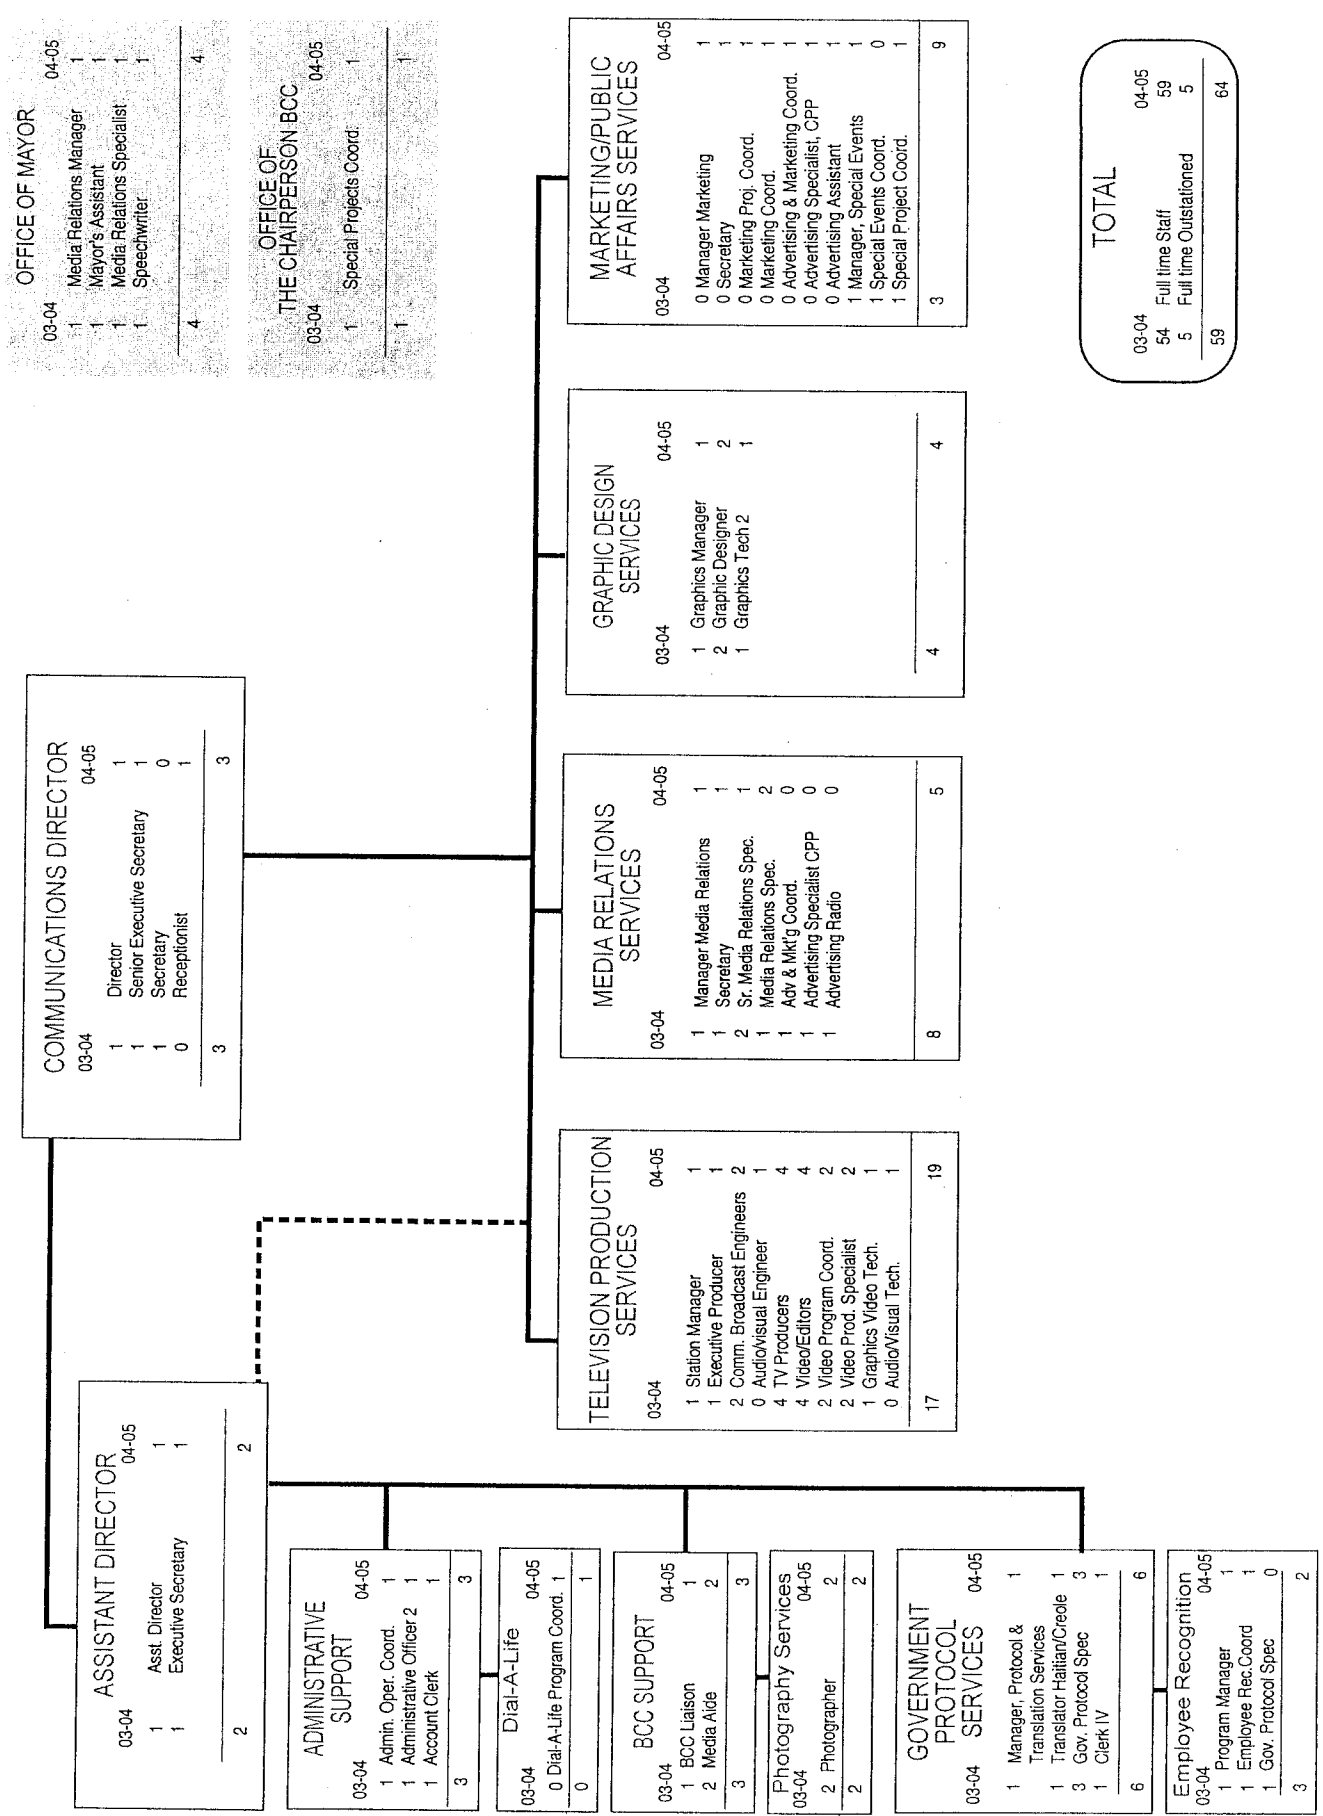 OFFICE OF MAYOR
03-04 04-05
1 Media Relations Manager 1
1 Mayor's Assistant 1
1 Media Relations Specialist 1
1 Speechwriter 1
4 4
OFFICE OF
THE CHAIRPERSON BCC
03-04 04-05
1 Special Projects Coord. 1
1 1
COMMUNICATIONS DIRECTOR
03-04 04-05
1 Director 1
1 Senior Executive Secretary 1
1 Secretary 0
0 Receptionist 1
3 3
ASSISTANT DIRECTOR
03-04 04-05
1 Asst. Director 1
1 Executive Secretary 1
2 2
ADMINISTRATIVE
SUPPORT
03-04 04-05
1 Admin. Oper. Coord. 1
1 Administrative Officer 2 1
1 Account Clerk 1
3 3
Dial-A-Life
03-04 04-05
0 Dial-A-Life Program Coord. 1
0 1
BCC SUPPORT
03-04 04-05
1 BCC Liaison 1
2 Media Aide 2
3 3
Photography Services
03-04 04-05
2 Photographer 2
2 2
GOVERNMENT
PROTOCOL
SERVICES
03-04 04-05
1 Manager, Protocol & 1
Translation Services
1 Translator Haitian/Creole 1
3 Gov. Protocol Spec 3
1 Clerk IV 1
6 6
Employee Recognition
03-04 04-05
1 Program Manager 1
1 Employee Rec.Coord 1
1 Gov. Protocol Spec 0
3 2
TELEVISION PRODUCTION
SERVICES
03-04 04-05
1 Station Manager 1
1 Executive Producer 1
2 Comm. Broadcast Engineers 2
0 Audio/visual Engineer 1
4 TV Producers 4
4 Video/Editors 4
2 Video Program Coord. 2
2 Video Prod. Specialist 2
1 Graphics Video Tech. 1
0 Audio/Visual Tech. 1
17 19
MEDIA RELATIONS
SERVICES
03-04 04-05
1 Manager Media Relations 1
1 Secretary 1
2 Sr. Media Relations Spec. 1
1 Media Relations Spec. 2
1 Adv & Mkt'g Coord. 0
1 Advertising Specialist CPP 0
1 Advertising Radio 0
8 5
GRAPHIC DESIGN
SERVICES
03-04 04-05
1 Graphics Manager 1
2 Graphic Designer 2
1 Graphics Tech 2 1
4 4
MARKETING/PUBLIC
AFFAIRS SERVICES
03-04 04-05
0 Manager Marketing 1
0 Secretary 1
0 Marketing Proj. Coord. 1
0 Marketing Coord. 1
0 Advertising & Marketing Coord. 1
0 Advertising Specialist, CPP 1
0 Advertising Assistant 1
1 Manager, Special Events 1
1 Special Events Coord. 0
1 Special Project Coord. 1
3 9
TOTAL
03-04 04-05
54 Full time Staff 59
5 Full time Outstationed 5
59 64